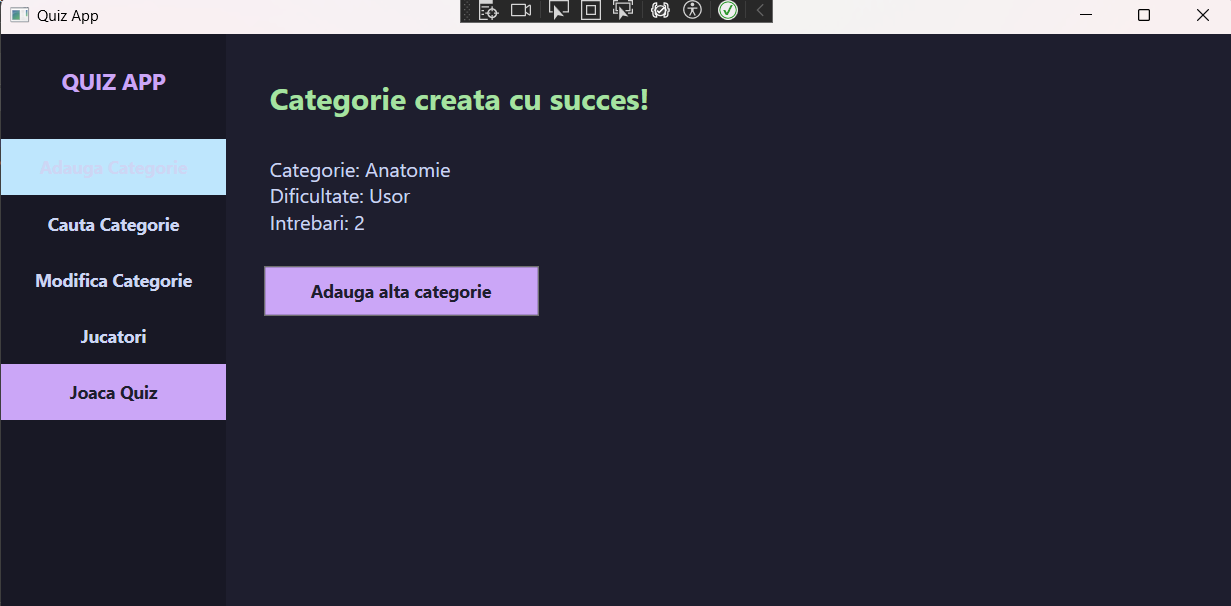 Quiz App
QUIZ APP
Adauga Categorie
Cauta Categorie
Modifica Categorie
Jucatori
Joaca Quiz
Categorie creata cu succes!
Categorie: Anatomie
Dificultate: Usor
Intrebari: 2
Adauga alta categorie